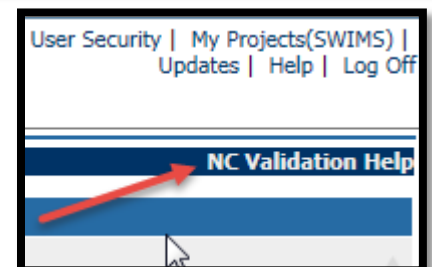 User Security | My Projects(SWIMS) |
Updates | Help | Log Off
NC Validation Help